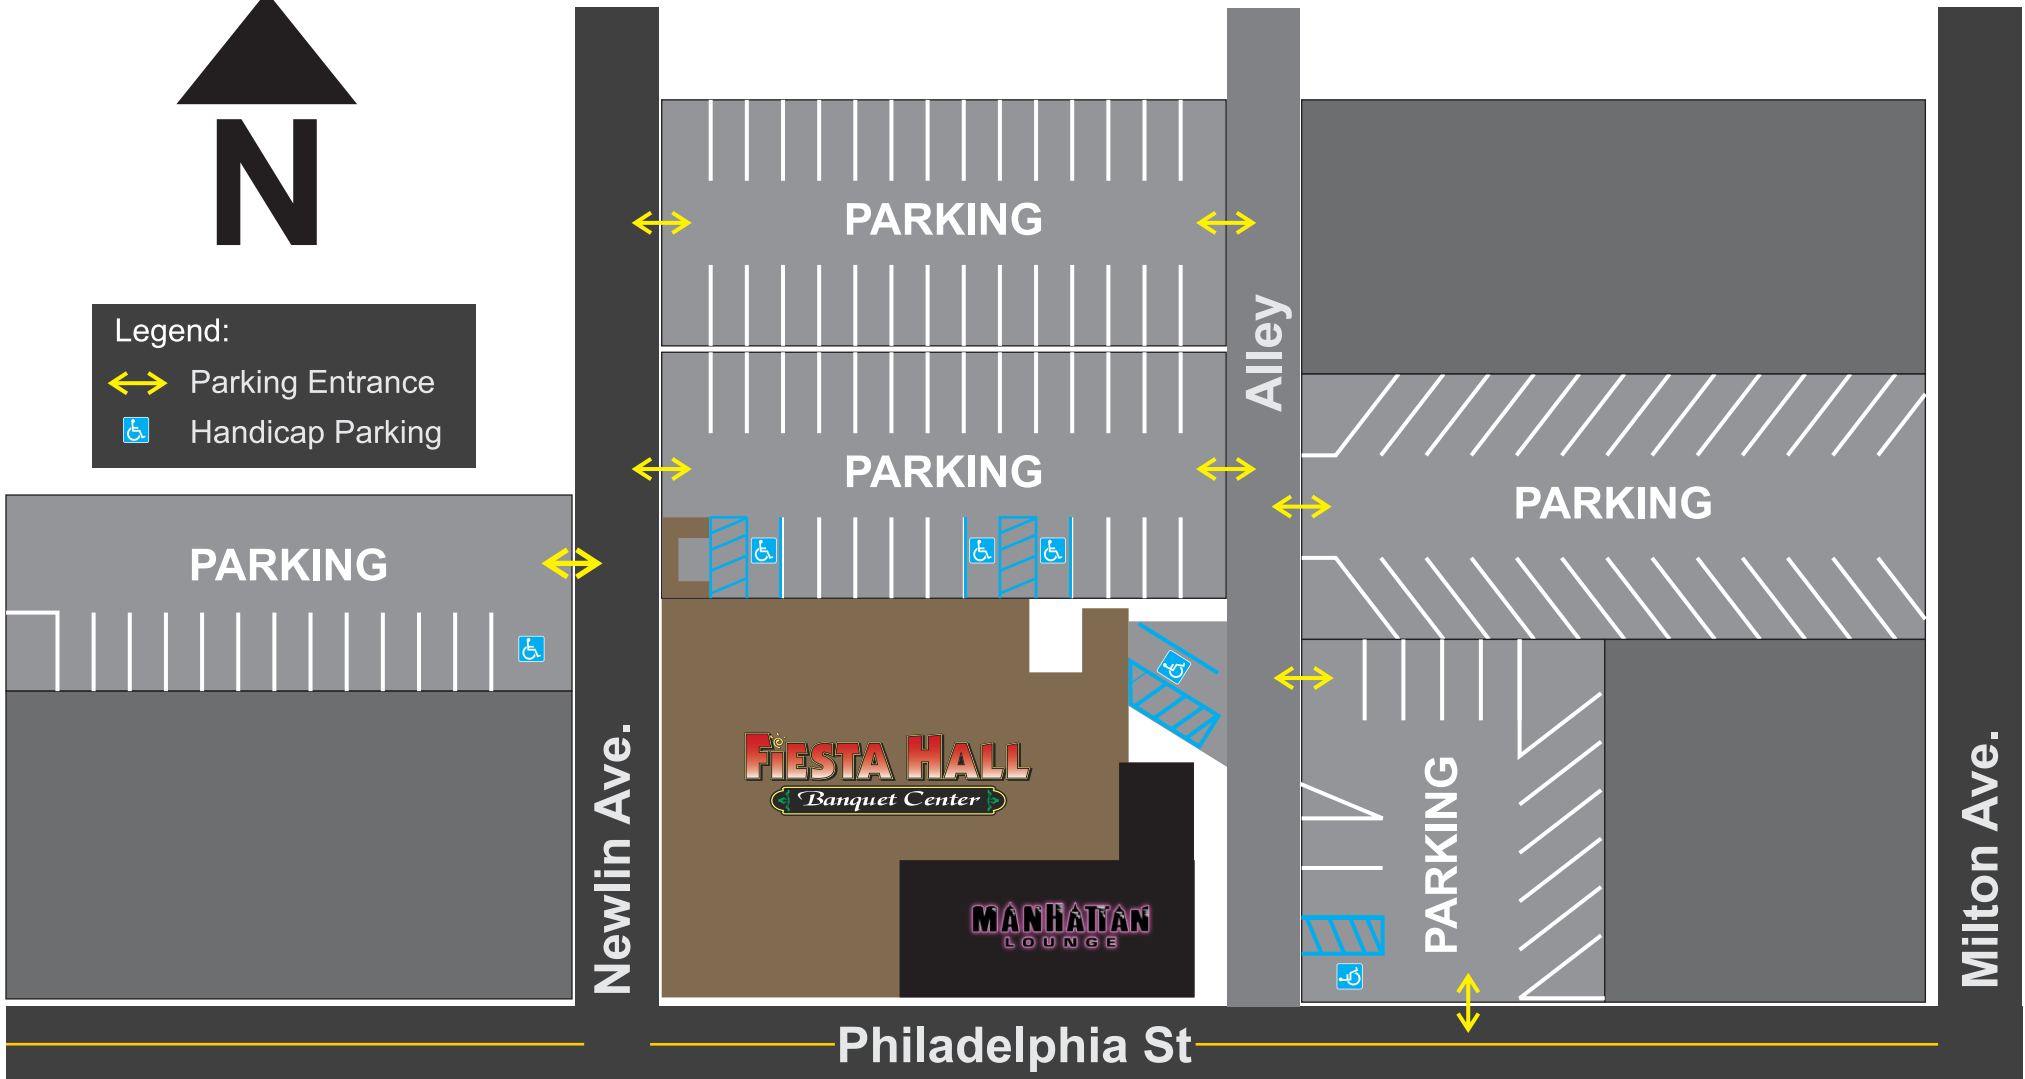 N
Legend:
Parking Entrance
Handicap Parking
PARKING
PARKING
PARKING
PARKING
PARKING
Alley
Newlin Ave.
Milton Ave.
FIESTA HALL
Banquet Center
MANHATTAN
LOUNGE
Philadelphia St